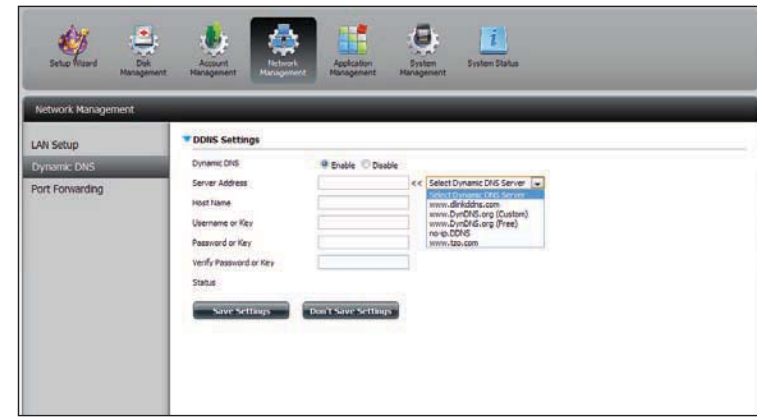 Setup Wizard
Disk Management
Account Management
Network Management
Application Management
System Management
System Status
Network Management
LAN Setup
Dynamic DNS
Port Forwarding
DDNS Settings
Dynamic DNS Enable Disable
Server Address << Select Dynamic DNS Server
Select Dynamic DNS Server
www.dlinkddns.com
www.DynDNS.org (Custom)
www.DynDNS.org (Free)
no-ip.DDNS
www.tzo.com
Host Name
Username or Key
Password or Key
Verify Password or Key
Status
Save Settings Don't Save Settings